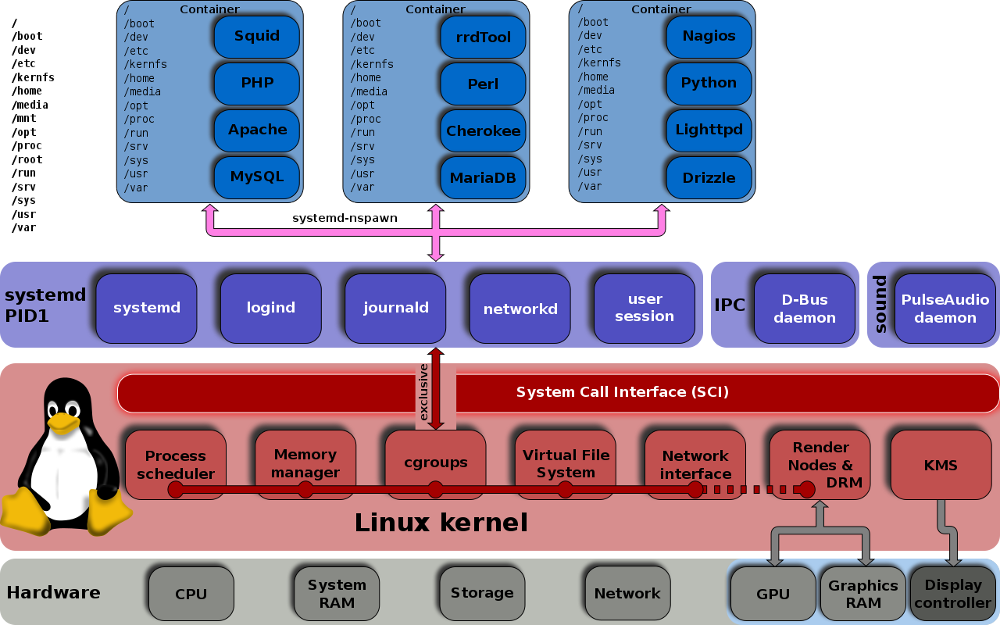 /
/boot
/dev
/etc
/kernfs
/home
/media
/mnt
/opt
/proc
/root
/run
/srv
/sys
/usr
/var
Container
/
/boot
/dev
/etc
/kernfs
/home
/media
/opt
/proc
/run
/srv
/sys
/usr
/var
Squid
PHP
Apache
MySQL
Container
/
/boot
/dev
/etc
/kernfs
/home
/media
/opt
/proc
/run
/srv
/sys
/usr
/var
rrdTool
Perl
Cherokee
MariaDB
Container
/
/boot
/dev
/etc
/kernfs
/home
/media
/opt
/proc
/run
/srv
/sys
/usr
/var
Nagios
Python
Lighttpd
Drizzle
systemd-nspawn
systemd
PID1
systemd
logind
journald
networkd
user
session
IPC
D-Bus
daemon
sound
PulseAudio
daemon
exclusive
System Call Interface (SCI)
Process
scheduler
Memory
manager
cgroups
Virtual File
System
Network
interface
Render
Nodes &
DRM
KMS
Linux kernel
Hardware
CPU
System
RAM
Storage
Network
GPU
Graphics
RAM
Display
controller